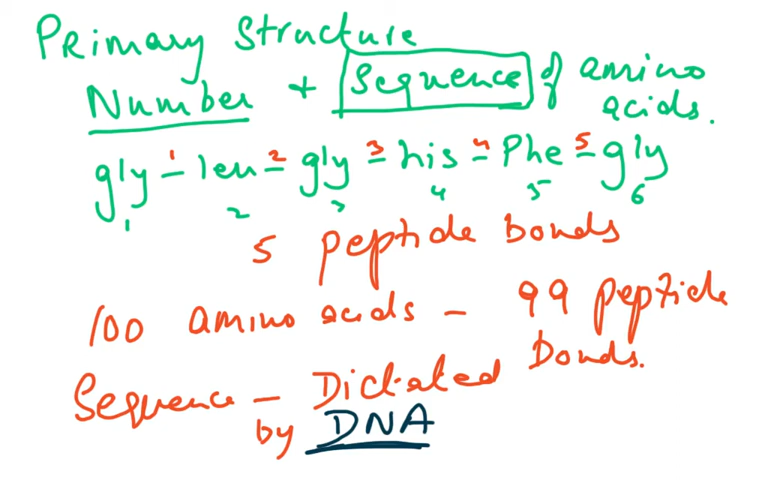 Primary Structure
Number + Sequence of amino
acids.
gly - leu - gly - his - Phe - gly
1 2 3 4 5
1 2 3 4 5 6
5 peptide bonds
100 amino acids - 99 peptide
bonds.
Sequence - Dictated
by DNA